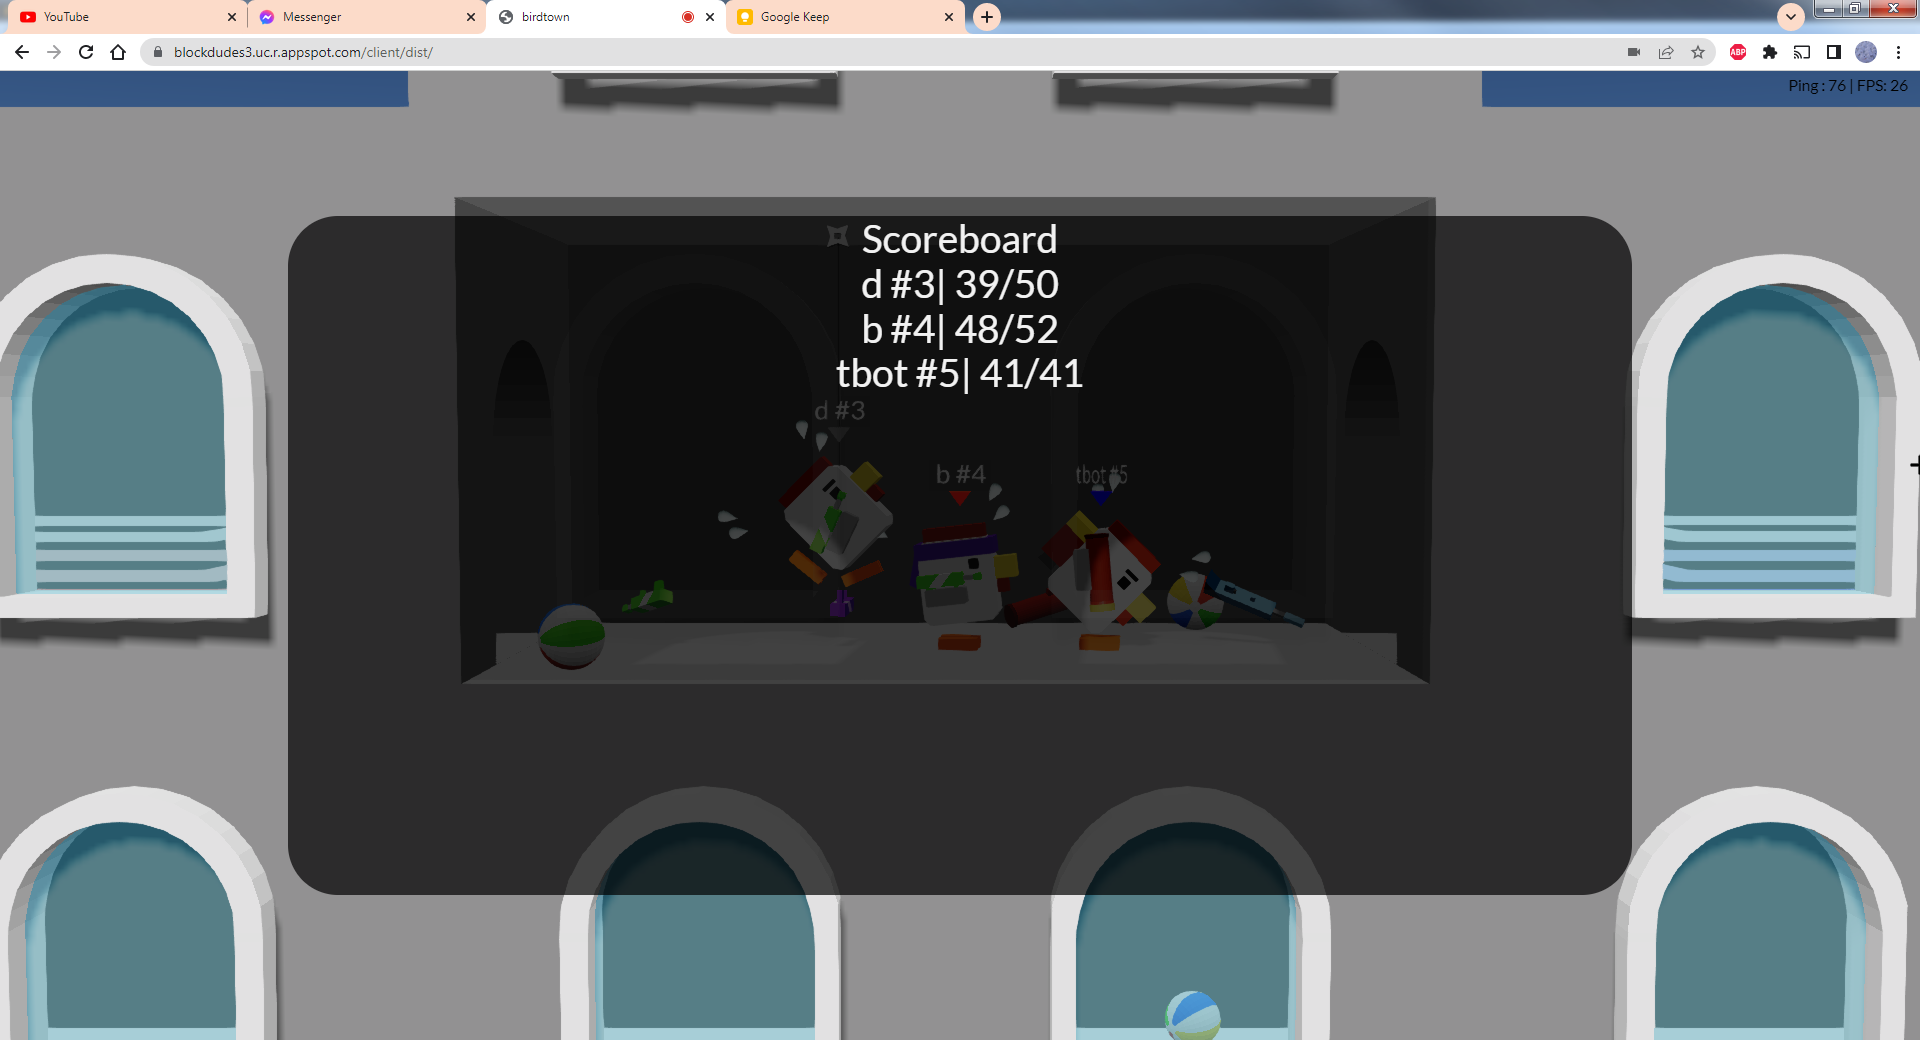 YouTube
Messenger
birdtown
Google Keep
blockdudes3.uc.r.appspot.com/client/dist/
ABP
Ping : 76 | FPS: 26
Scoreboard
d #3| 39/50
b #4| 48/52
tbot #5| 41/41
d #3
b #4
tbot #5